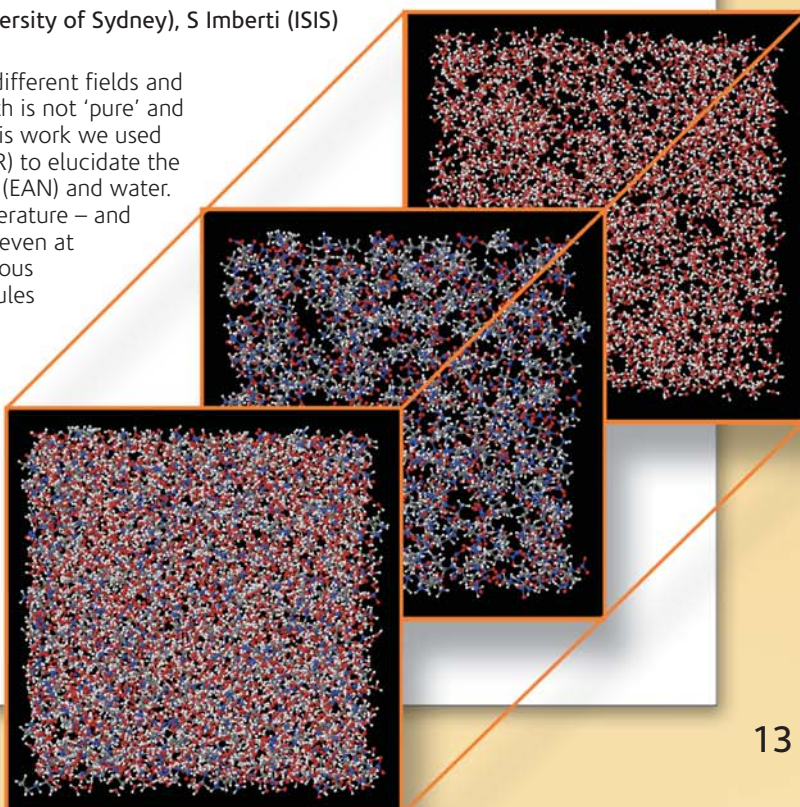 ersity of Sydney), S Imberti (ISIS)
different fields and
th is not ‘pure’ and
is work we used
R) to elucidate the
(EAN) and water.
erature – and
even at
ous
ules
13